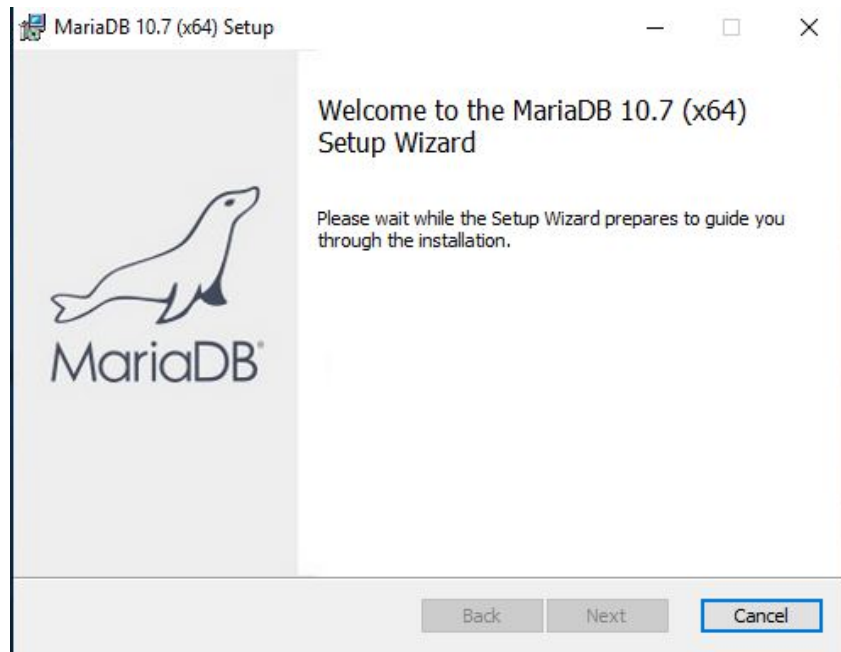 MariaDB 10.7 (x64) Setup
Welcome to the MariaDB 10.7 (x64)
Setup Wizard
Please wait while the Setup Wizard prepares to guide you
through the installation.
MariaDB®
Back Next Cancel